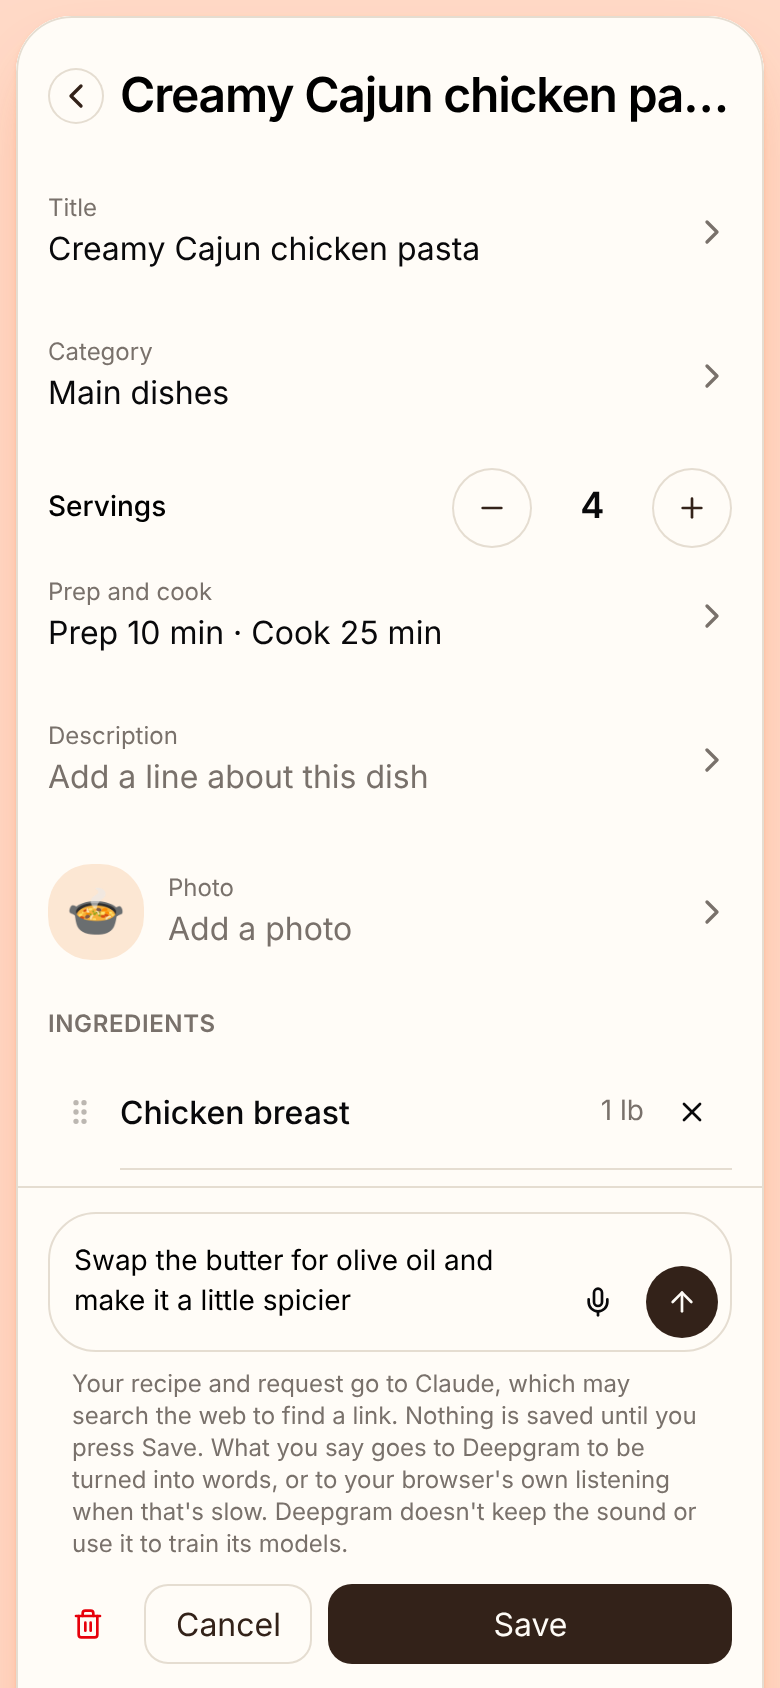 Creamy Cajun chicken pa...
Title
Creamy Cajun chicken pasta
Category
Main dishes
Servings
4
Prep and cook
Prep 10 min · Cook 25 min
Description
Add a line about this dish
Photo
Add a photo
INGREDIENTS
Chicken breast 1 lb
Swap the butter for olive oil and
make it a little spicier
Your recipe and request go to Claude, which may
search the web to find a link. Nothing is saved until you
press Save. What you say goes to Deepgram to be
turned into words, or to your browser's own listening
when that's slow. Deepgram doesn't keep the sound or
use it to train its models.
Cancel
Save